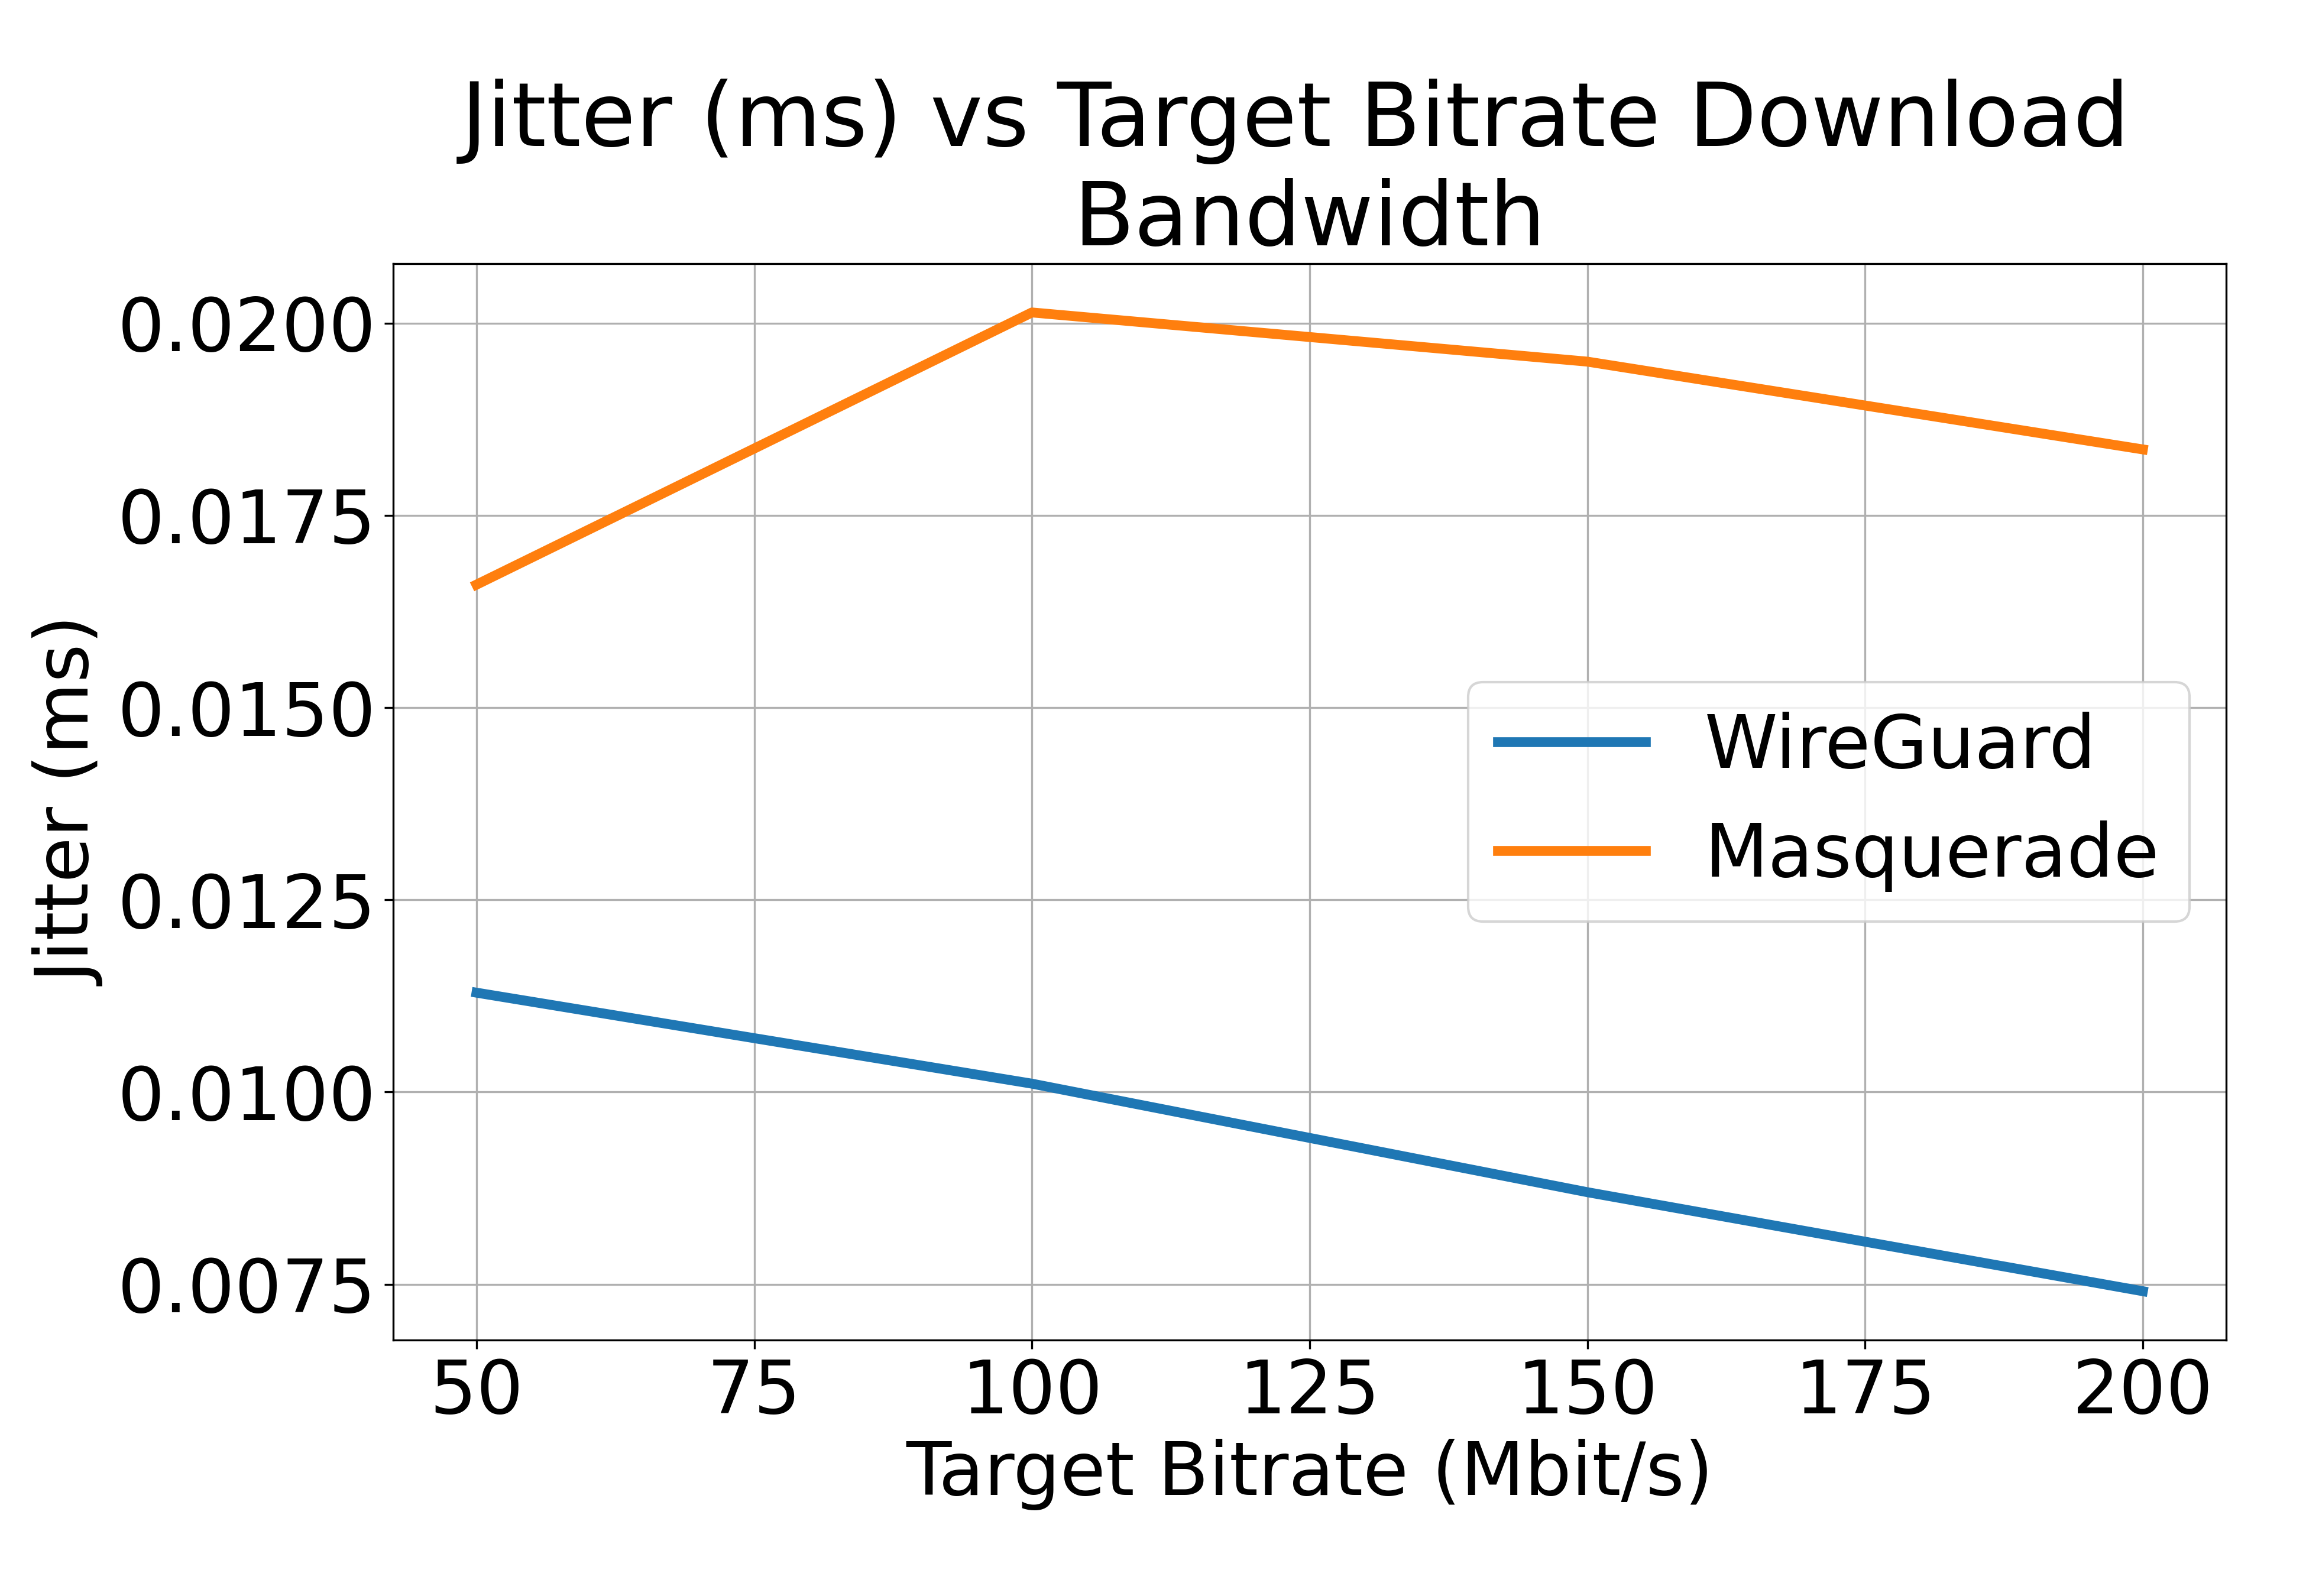 Jitter (ms) vs Target Bitrate Download
Bandwidth
0.0200
0.0175
0.0150
0.0125
0.0100
0.0075
Jitter (ms)
WireGuard
Masquerade
50 75 100 125 150 175 200
Target Bitrate (Mbit/s)